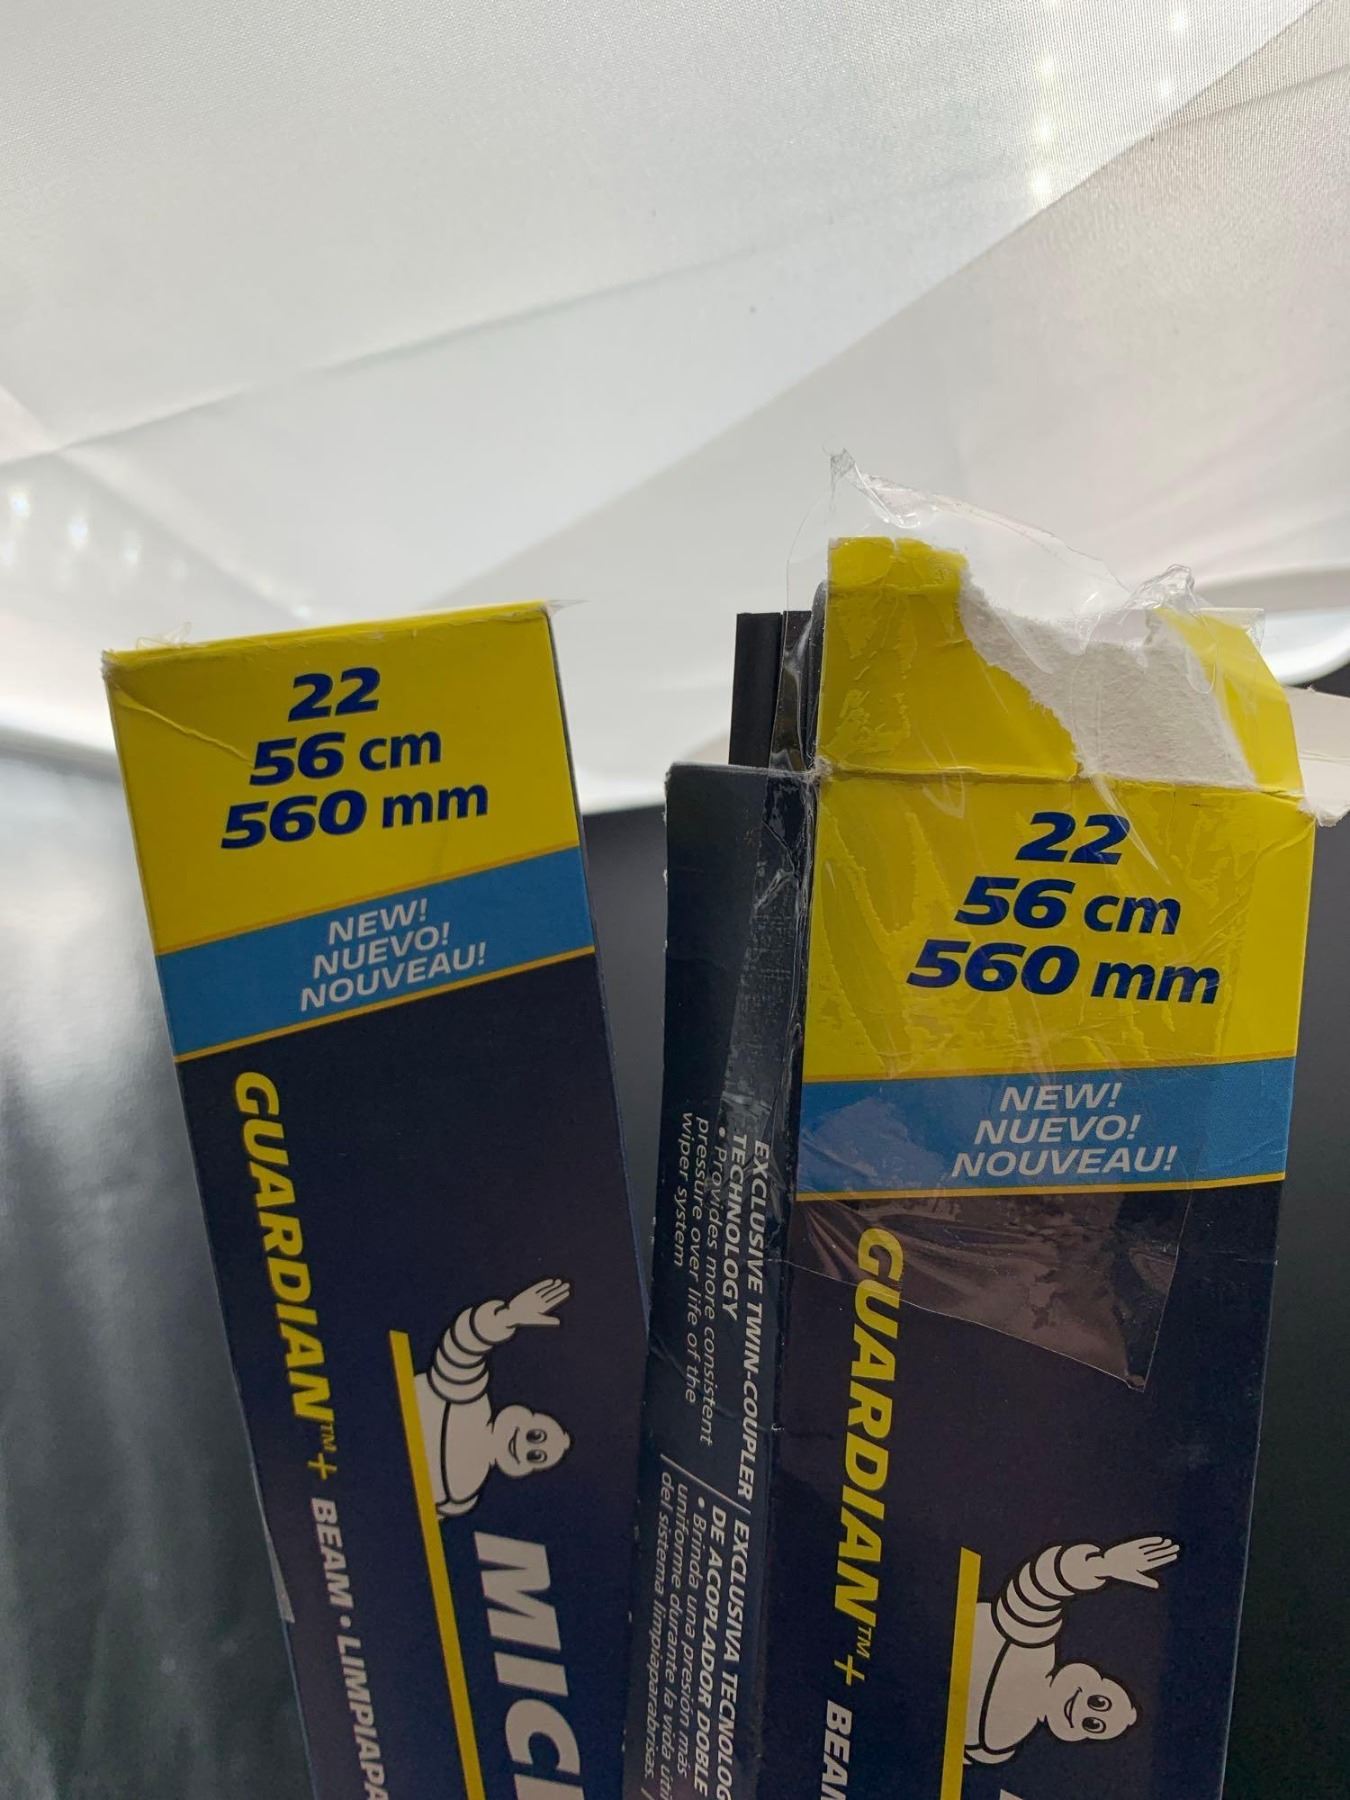 22
56 cm
560 mm
NEW!
NUEVO!
NOUVEAU!
GUARDIAN™+ BEAM • LIMPIAPA
MIC
22
56 cm
560 mm
NEW!
NUEVO!
NOUVEAU!
GUARDIAN™+ BEA
EXCLUSIVE TWIN-COUPLER
TECHNOLOGY
• Provides more consistent
pressure over life of the
wiper system
EXCLUSIVA TECNOLOG
DE ACOPLADOR DOBLE
• Brinda una presión más
uniforme durante la vida útil
del sistema limpiaparabrisas.